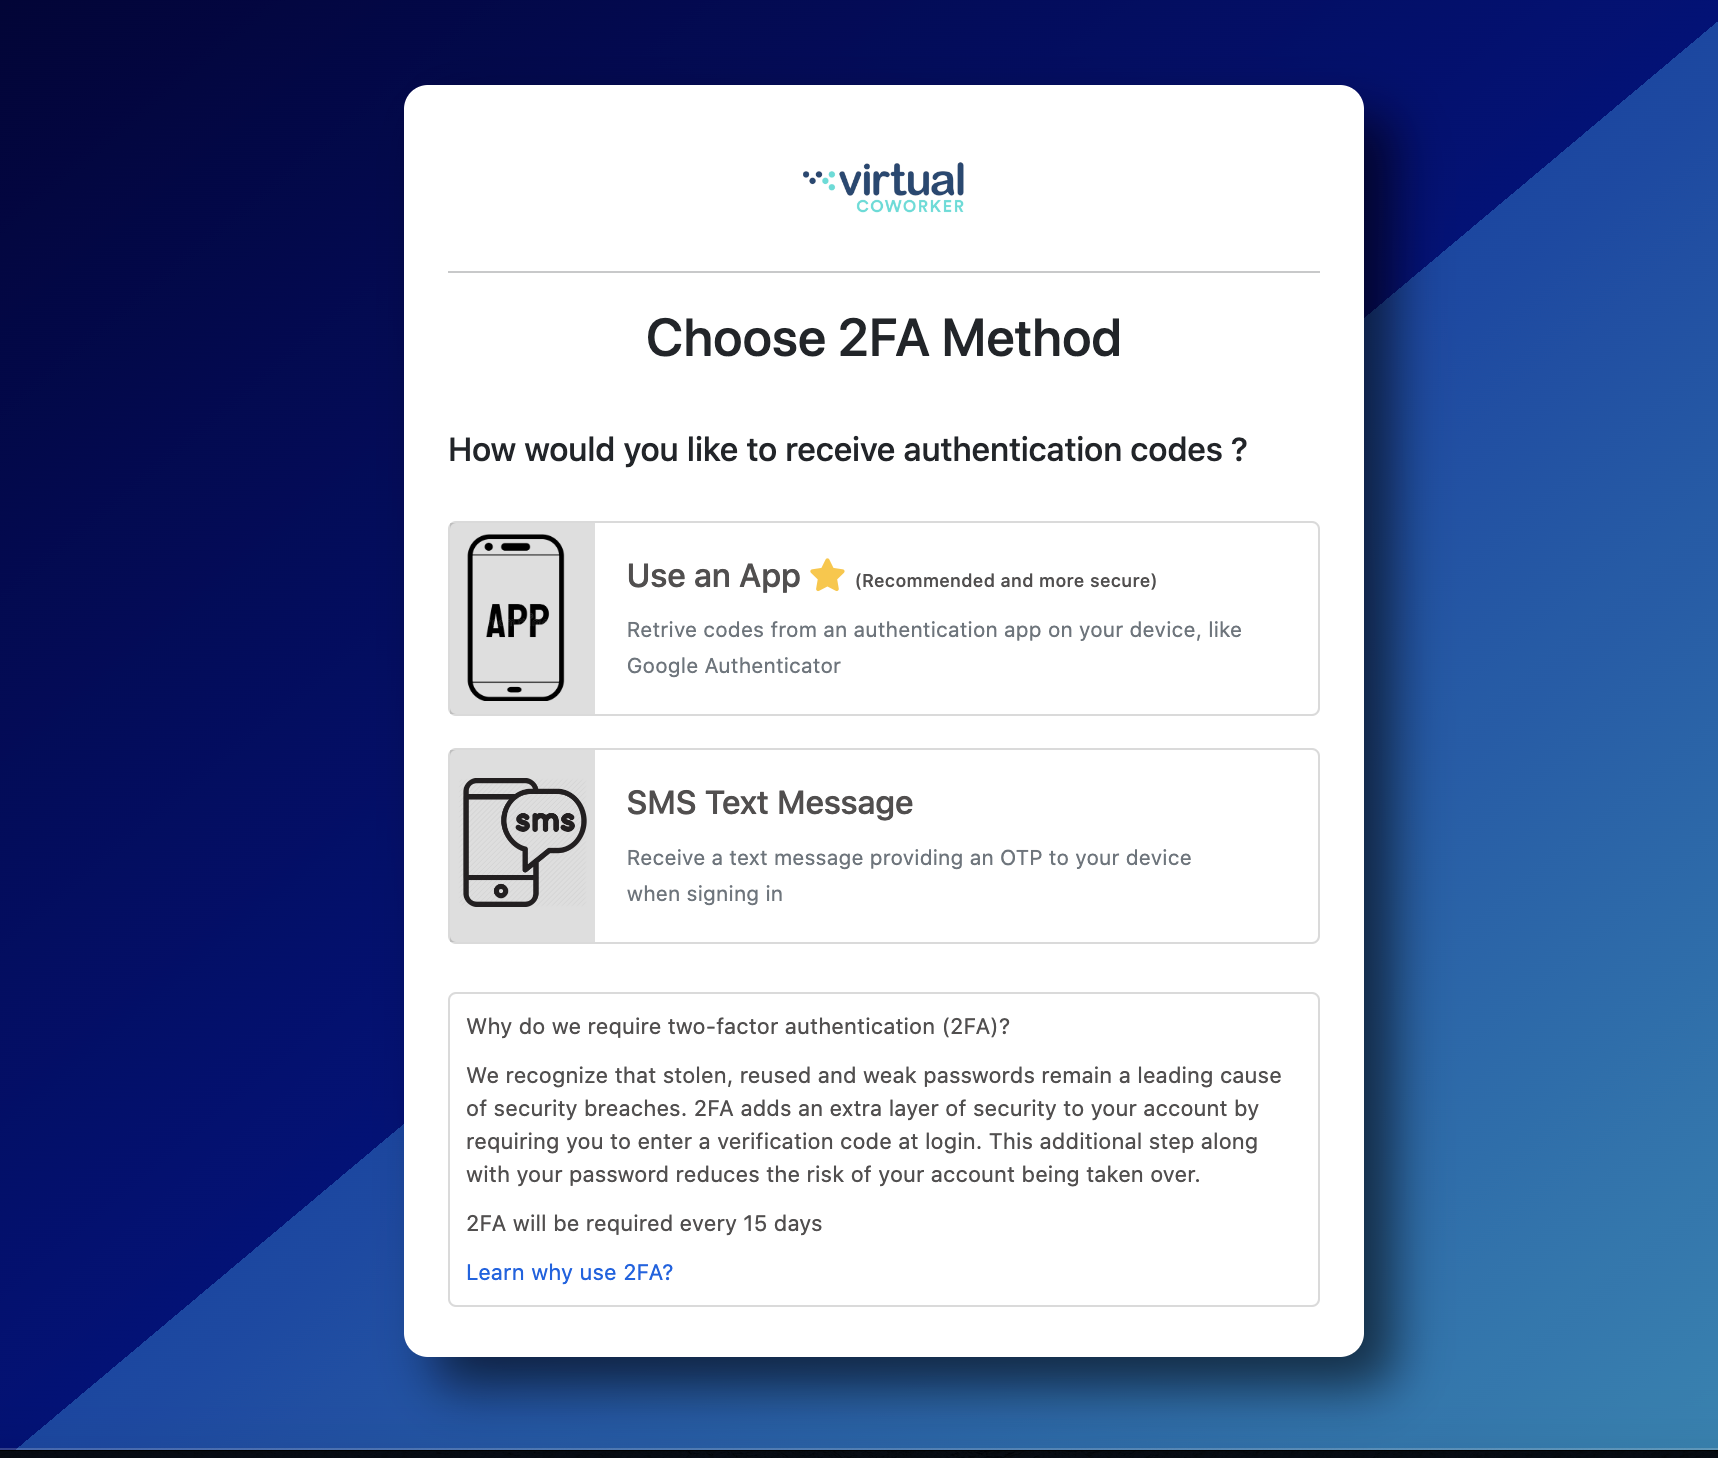 virtual
COWORKER
Choose 2FA Method
How would you like to receive authentication codes ?
APP
Use an App (Recommended and more secure)
Retrive codes from an authentication app on your device, like
Google Authenticator
sms
SMS Text Message
Receive a text message providing an OTP to your device
when signing in
Why do we require two-factor authentication (2FA)?
We recognize that stolen, reused and weak passwords remain a leading cause
of security breaches. 2FA adds an extra layer of security to your account by
requiring you to enter a verification code at login. This additional step along
with your password reduces the risk of your account being taken over.
2FA will be required every 15 days
Learn why use 2FA?